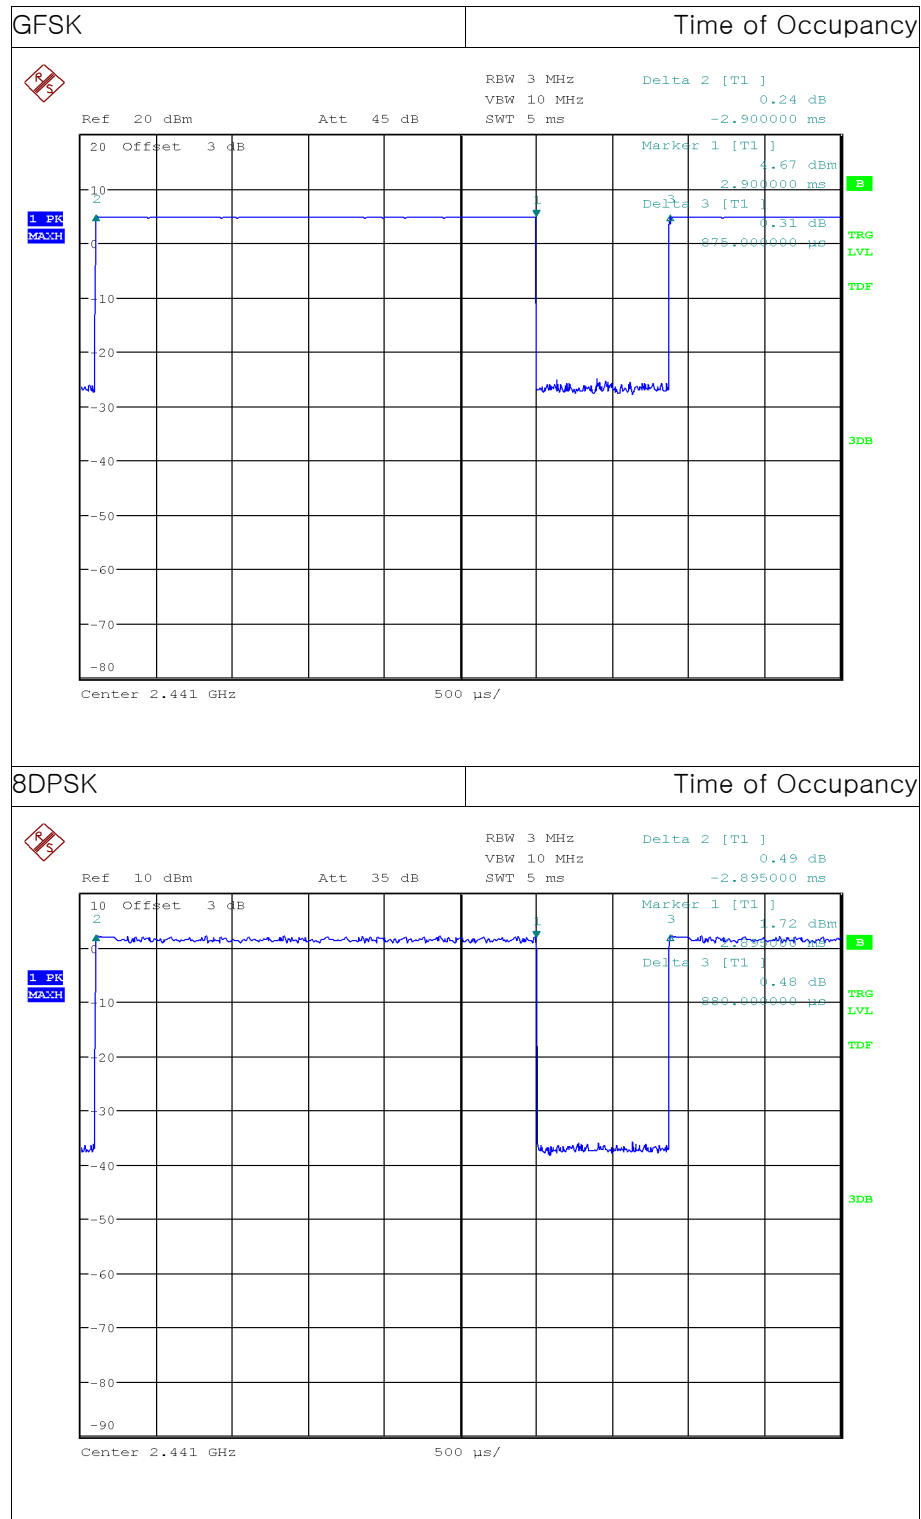 GFSK Time of Occupancy
R S
RBW 3 MHz Delta 2 [T1 ]
VBW 10 MHz 0.24 dB
Ref 20 dBm Att 45 dB SWT 5 ms -2.900000 ms
20 Offset 3 dB Marker 1 [T1 ]
4.67 dBm
10 2.900000 ms B
2 1 3 Delta 3 [T1 ]
1 PK 0.31 dB
MAXH 0 875.000000 µs TRG
LVL
TDF
-10
-20
-30
3DB
-40
-50
-60
-70
-80
Center 2.441 GHz 500 µs/
8DPSK Time of Occupancy
R S
RBW 3 MHz Delta 2 [T1 ]
VBW 10 MHz 0.49 dB
Ref 10 dBm Att 35 dB SWT 5 ms -2.895000 ms
10 Offset 3 dB Marker 1 [T1 ]
2 1 3 1.72 dBm
0 2.895000 ms B
Delta 3 [T1 ]
1 PK 0.48 dB
MAXH -10 880.000000 µs TRG
LVL
TDF
-20
-30
-40
3DB
-50
-60
-70
-80
-90
Center 2.441 GHz 500 µs/